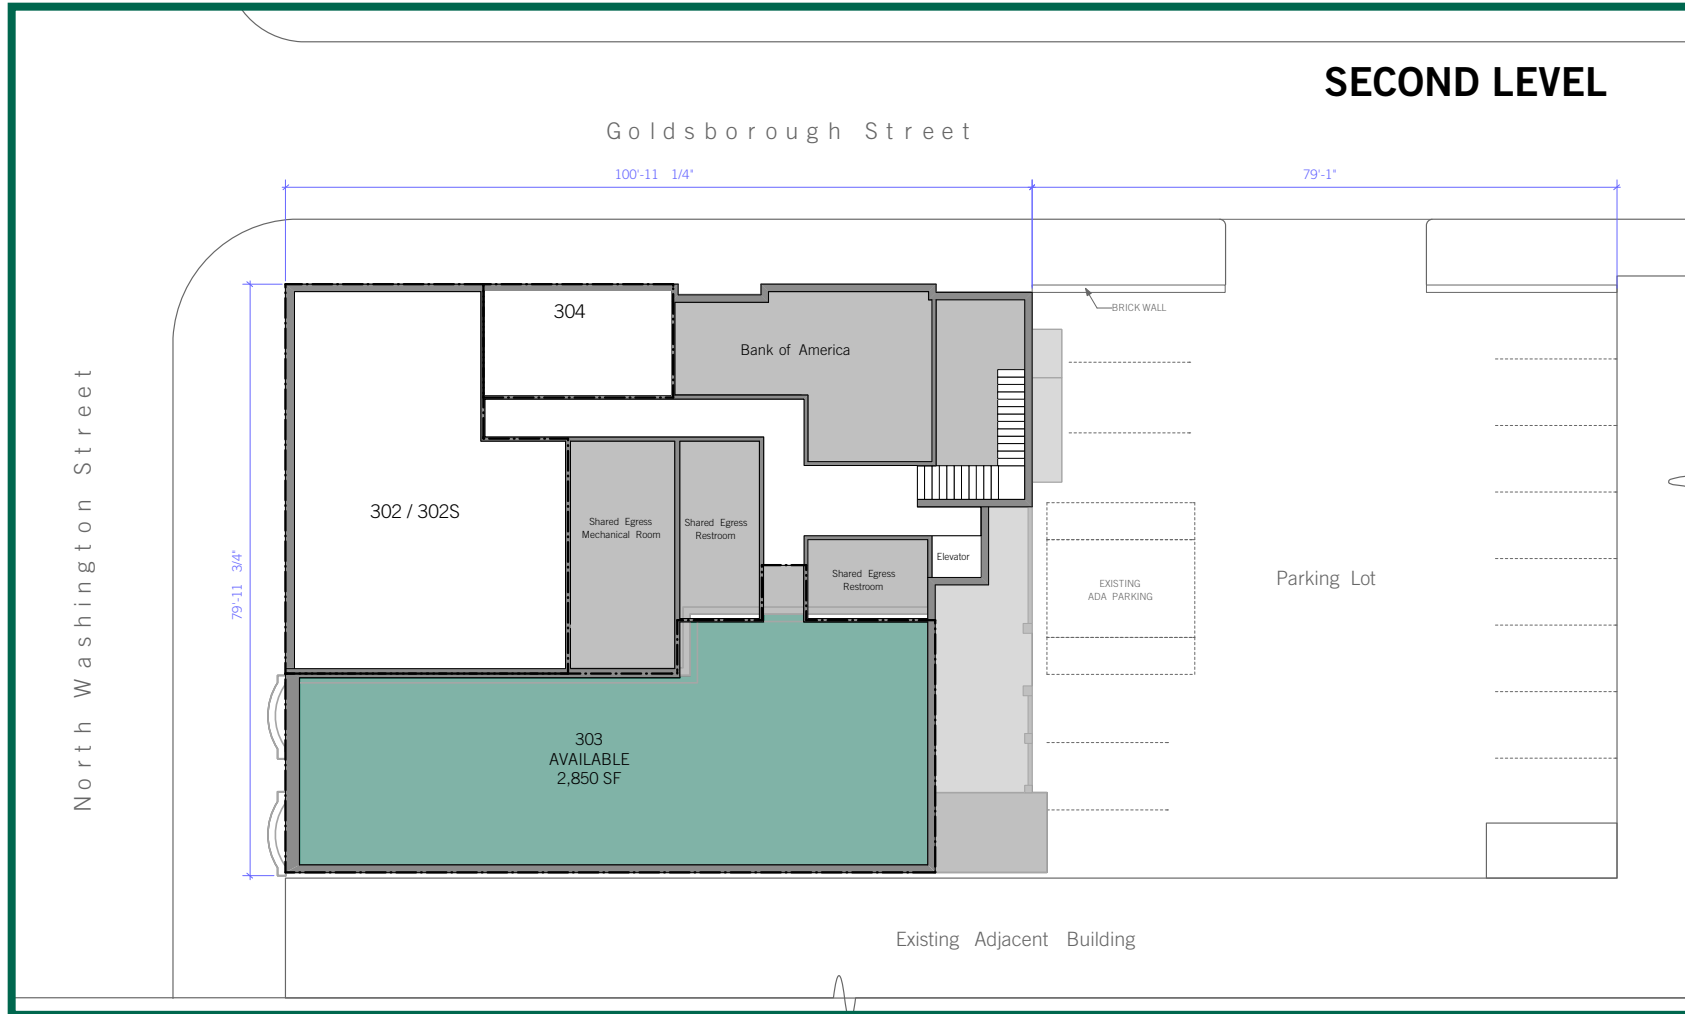 SECOND LEVEL
Goldsborough Street
100'-11 1/4"
79'-1"
BRICK WALL
304
Bank of America
North Washington Street
79'-11 3/4"
302 / 302S
Shared Egress
Mechanical Room
Shared Egress
Restroom
Shared Egress
Restroom
Elevator
EXISTING
ADA PARKING
Parking Lot
303
AVAILABLE
2,850 SF
Existing Adjacent Building